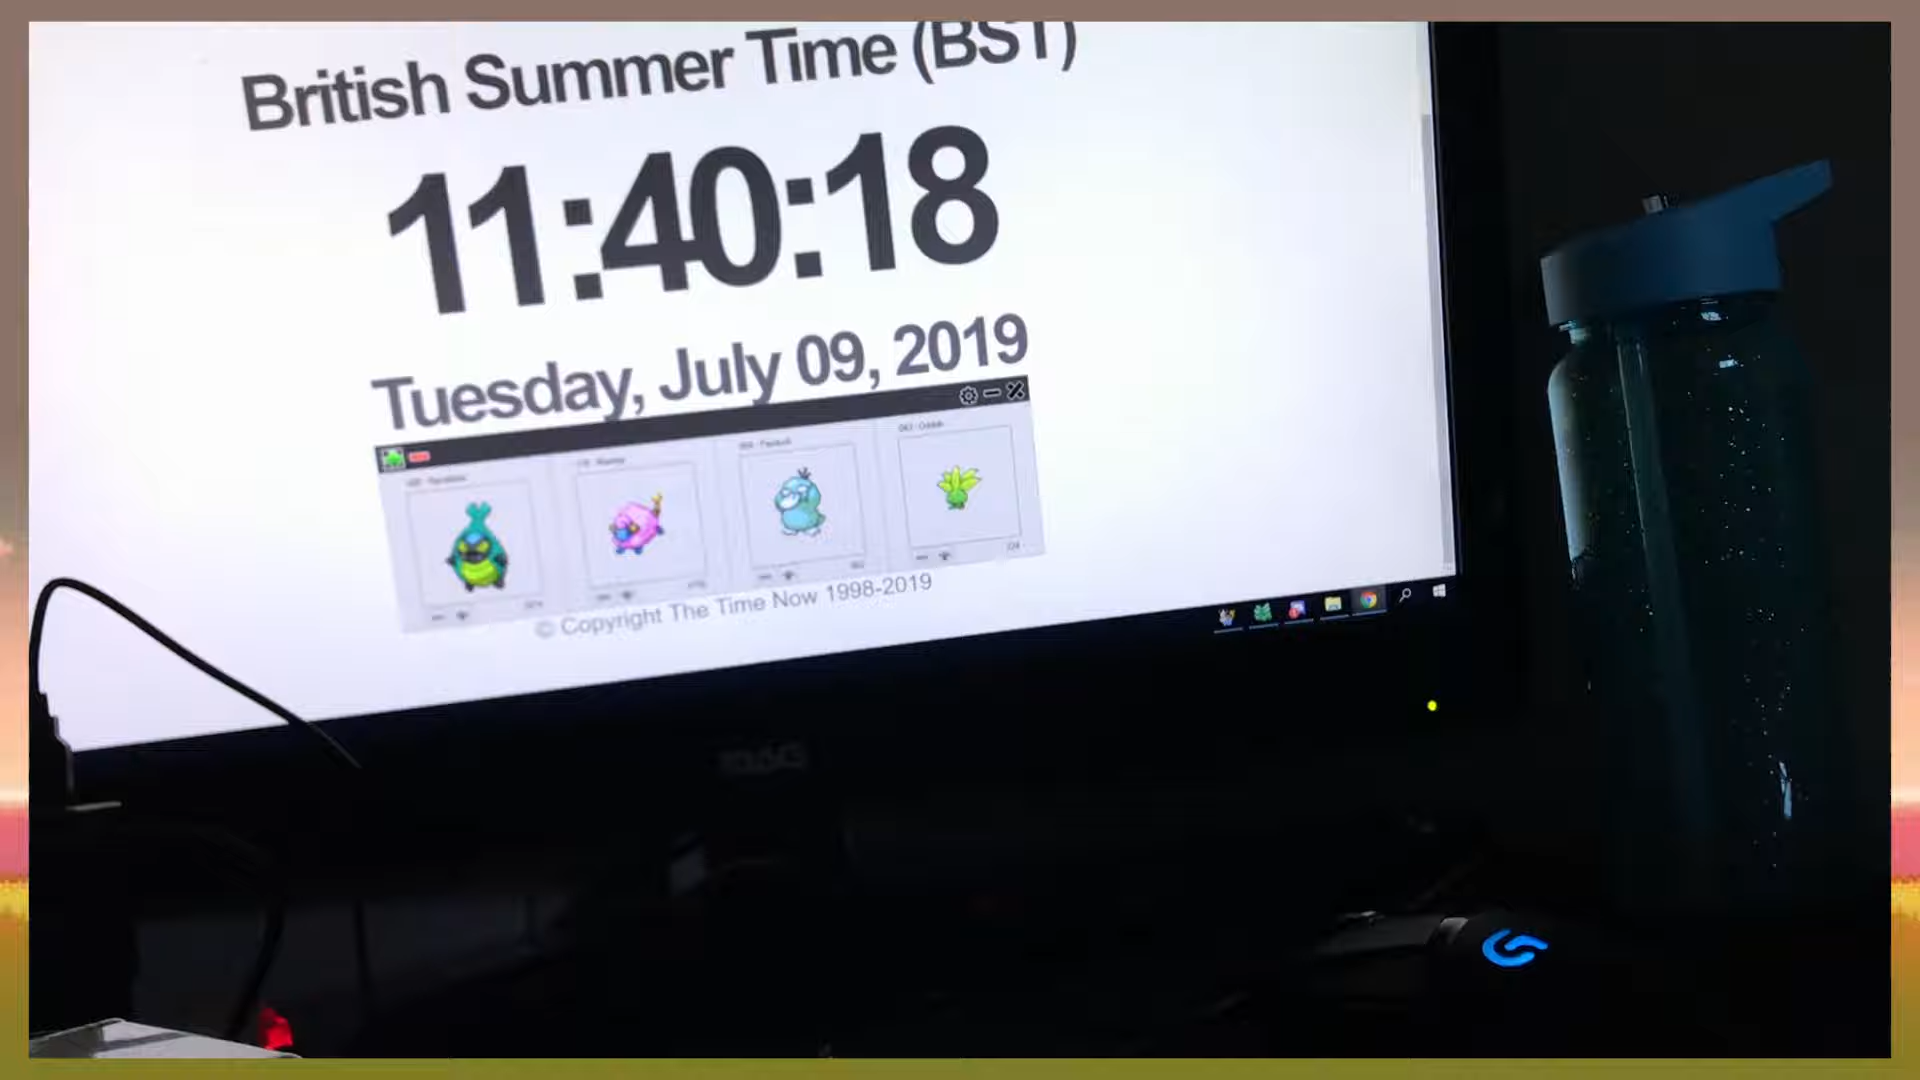 British Summer Time (BST)
11:40:18
Tuesday, July 09, 2019
© Copyright The Time Now 1998-2019